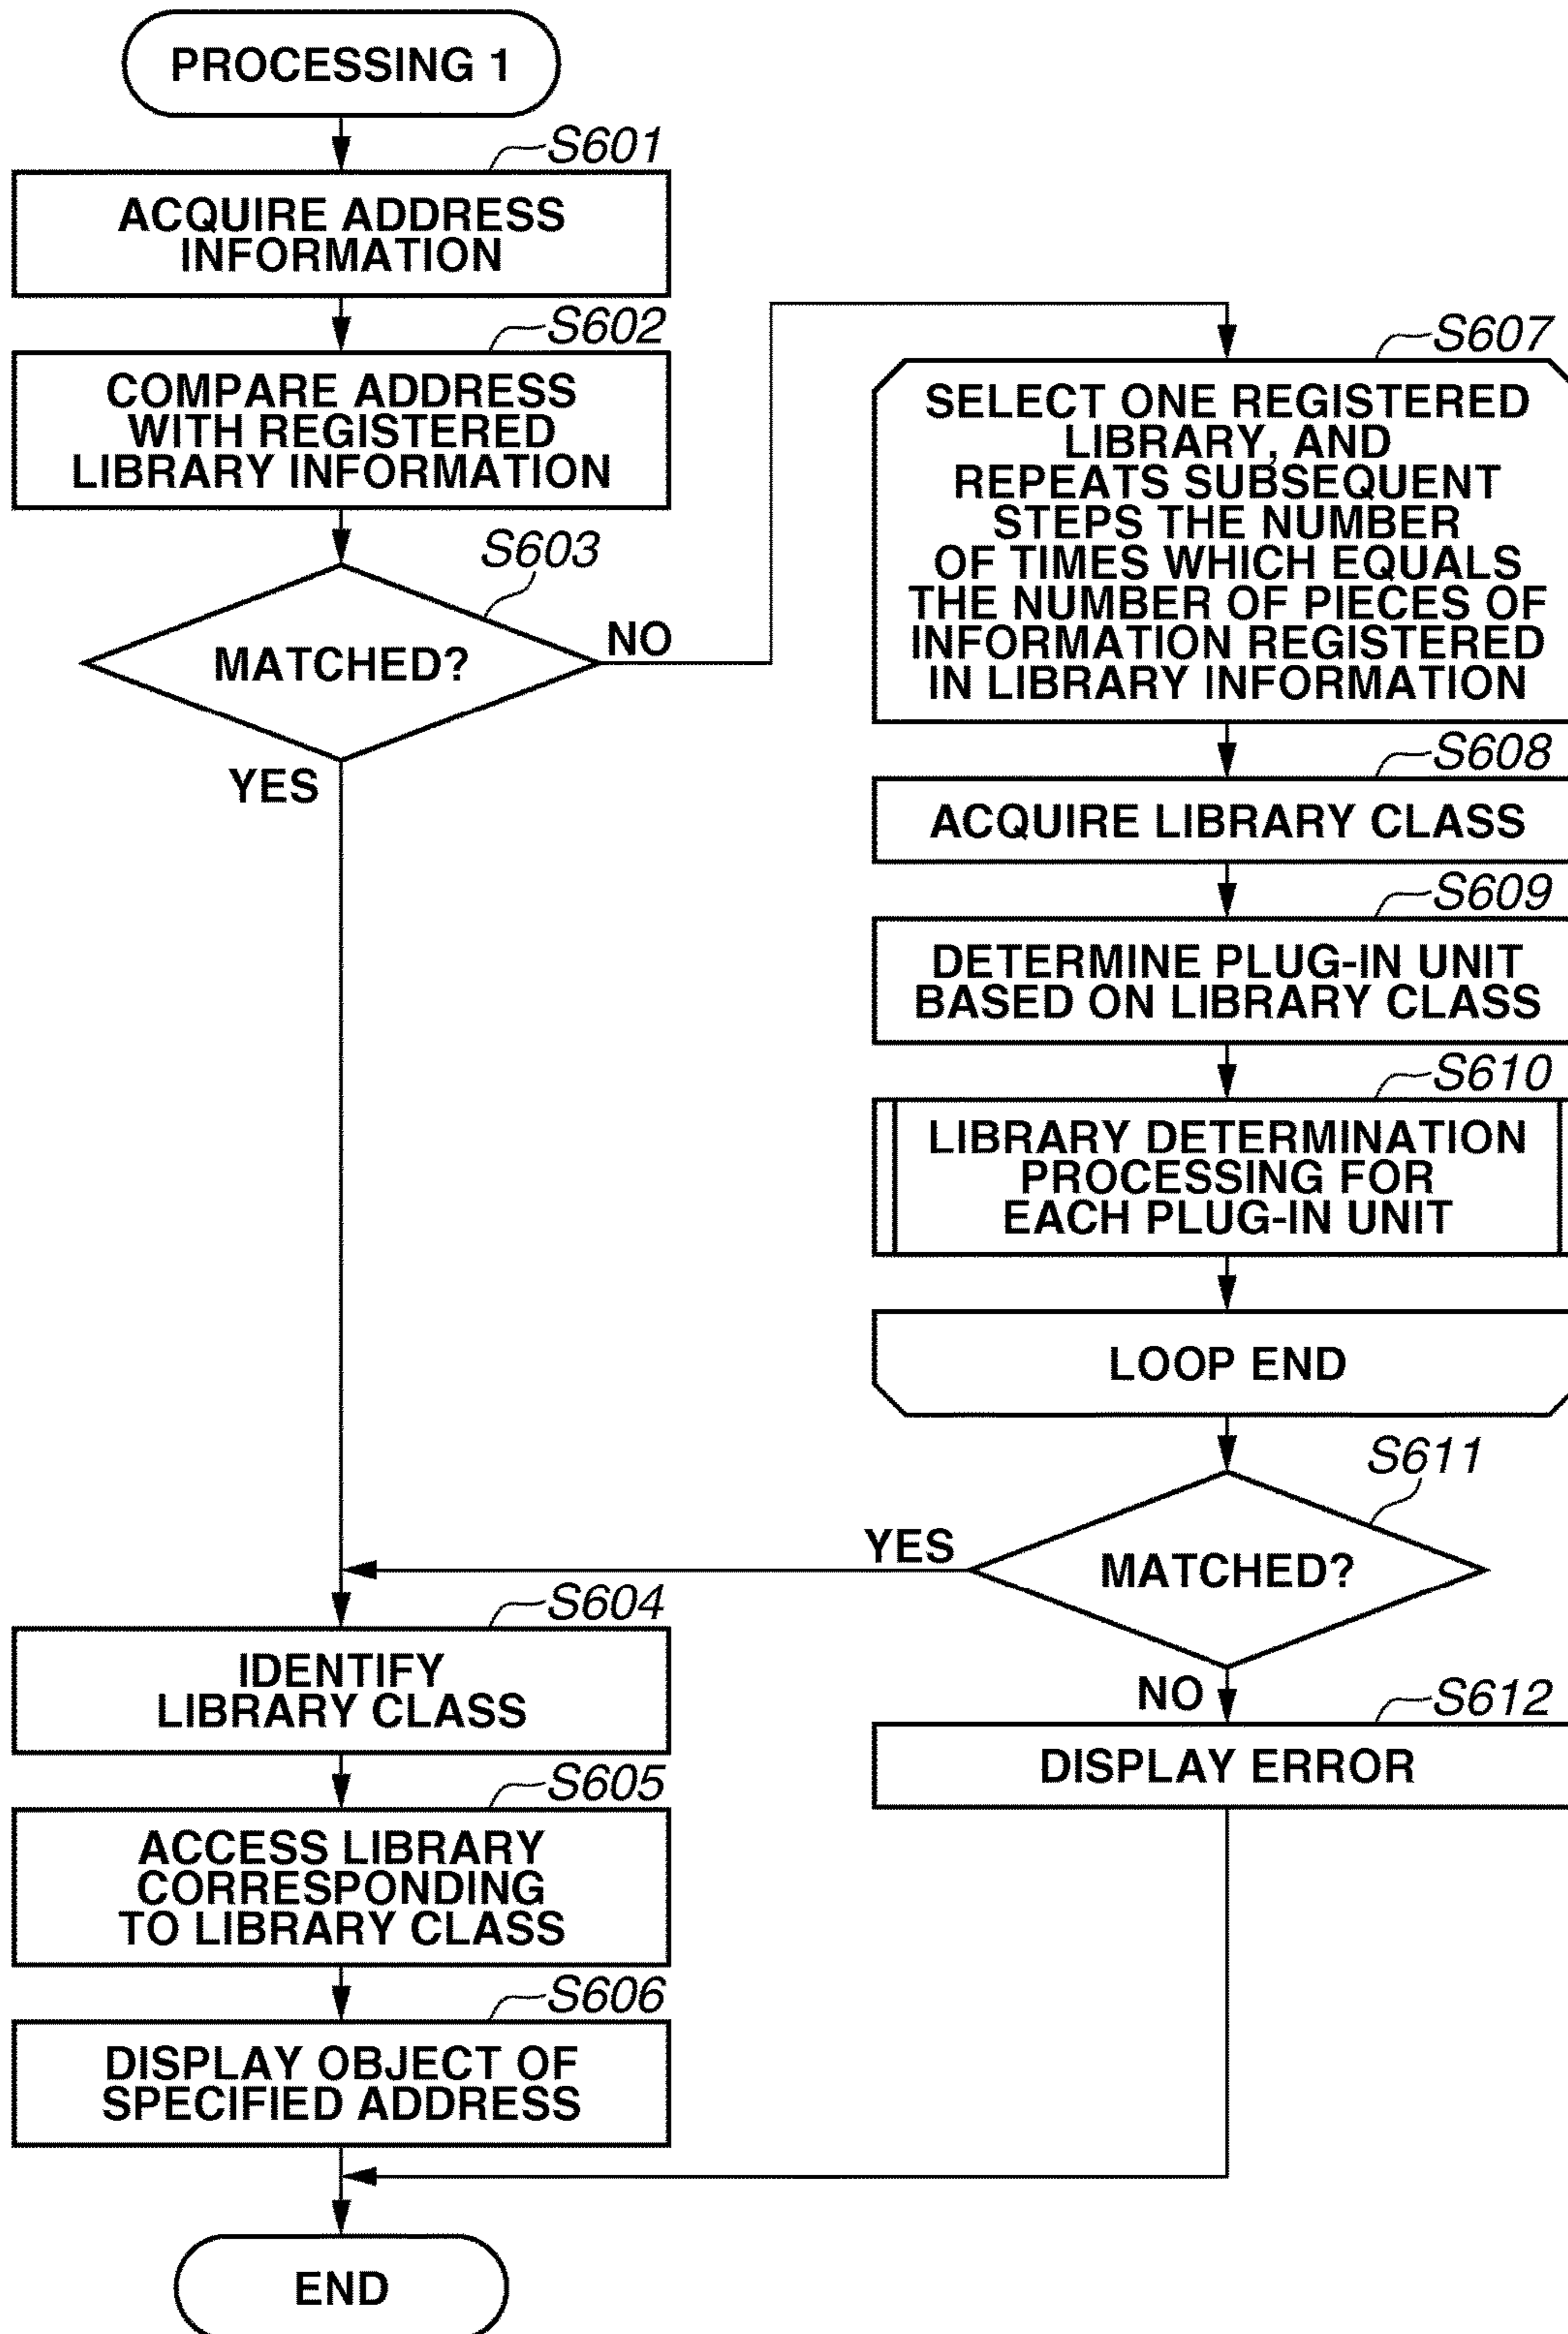 PROCESSING 1
S601
ACQUIRE ADDRESS
INFORMATION
S602
COMPARE ADDRESS
WITH REGISTERED
LIBRARY INFORMATION
S603
MATCHED?
NO
YES
S607
SELECT ONE REGISTERED
LIBRARY, AND
REPEATS SUBSEQUENT
STEPS THE NUMBER
OF TIMES WHICH EQUALS
THE NUMBER OF PIECES OF
INFORMATION REGISTERED
IN LIBRARY INFORMATION
S608
ACQUIRE LIBRARY CLASS
S609
DETERMINE PLUG-IN UNIT
BASED ON LIBRARY CLASS
S610
LIBRARY DETERMINATION
PROCESSING FOR
EACH PLUG-IN UNIT
LOOP END
S611
MATCHED?
YES
NO
S612
DISPLAY ERROR
S604
IDENTIFY
LIBRARY CLASS
S605
ACCESS LIBRARY
CORRESPONDING
TO LIBRARY CLASS
S606
DISPLAY OBJECT OF
SPECIFIED ADDRESS
END